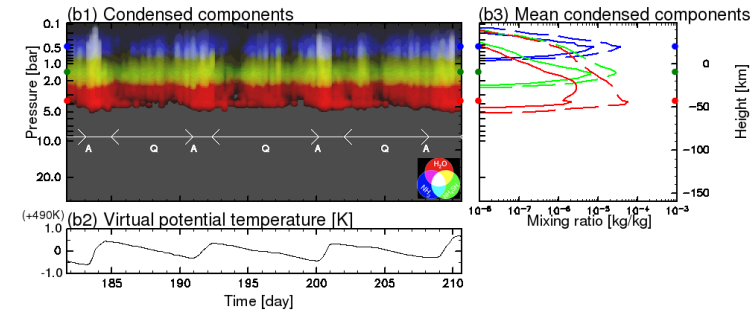 (b1) Condensed components
(b3) Mean condensed components
Pressure [bar]
0.1
0.5
1.0
2.0
5.0
10.0
20.0
A Q A Q A Q A
H₂O
NH₃
10⁻⁸ 10⁻⁷ 10⁻⁶ 10⁻⁵ 10⁻⁴ 10⁻³
Mixing ratio [kg/kg]
0
−50
−100
−150
Height [km]
(+490K) (b2) Virtual potential temperature [K]
1.0
0
-1.0
185 190 195 200 205 210
Time [day]